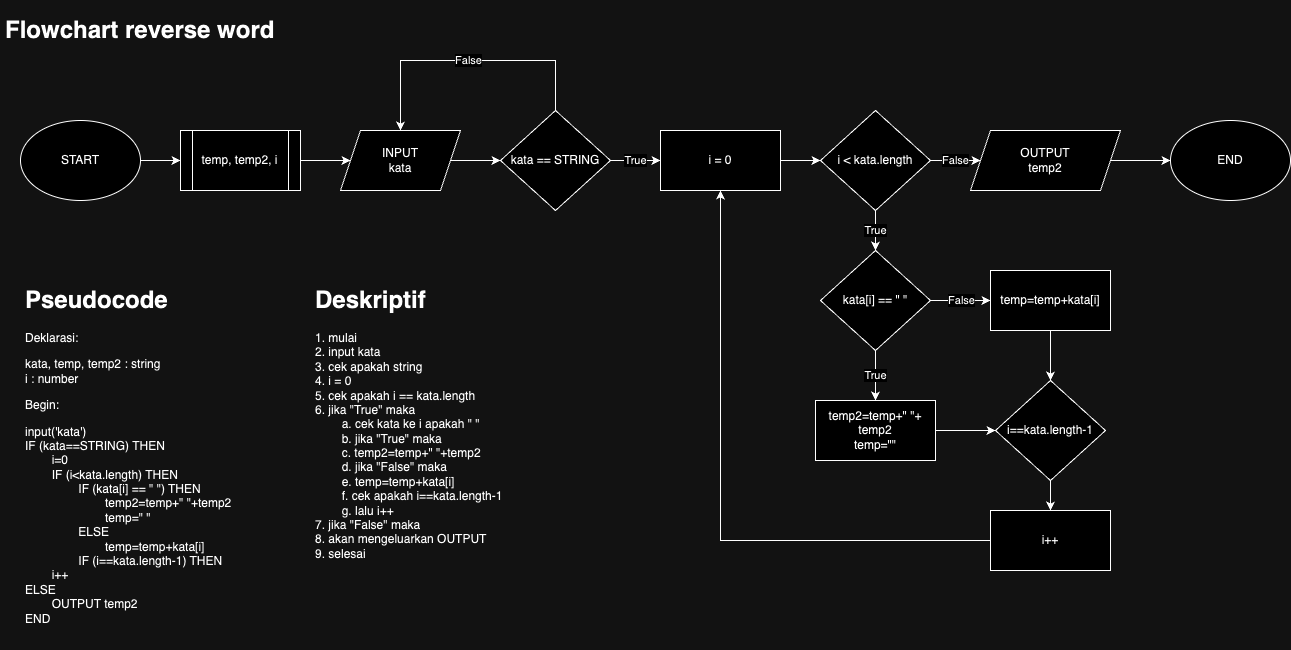 Flowchart reverse word
False
START
temp, temp2, i
INPUT
kata
kata == STRING
True
i = 0
i < kata.length
False
OUTPUT
temp2
END
True
kata[i] == " "
False
temp=temp+kata[i]
True
temp2=temp+" "+
temp2
temp=""
i==kata.length-1
i++
Pseudocode
Deklarasi:
kata, temp, temp2 : string
i : number
Begin:
input('kata')
IF (kata==STRING) THEN
i=0
IF (i<kata.length) THEN
IF (kata[i] == " ") THEN
temp2=temp+" "+temp2
temp=" "
ELSE
temp=temp+kata[i]
IF (i==kata.length-1) THEN
i++
ELSE
OUTPUT temp2
END
Deskriptif
1. mulai
2. input kata
3. cek apakah string
4. i = 0
5. cek apakah i == kata.length
6. jika "True" maka
a. cek kata ke i apakah " "
b. jika "True" maka
c. temp2=temp+" "+temp2
d. jika "False" maka
e. temp=temp+kata[i]
f. cek apakah i==kata.length-1
g. lalu i++
7. jika "False" maka
8. akan mengeluarkan OUTPUT
9. selesai